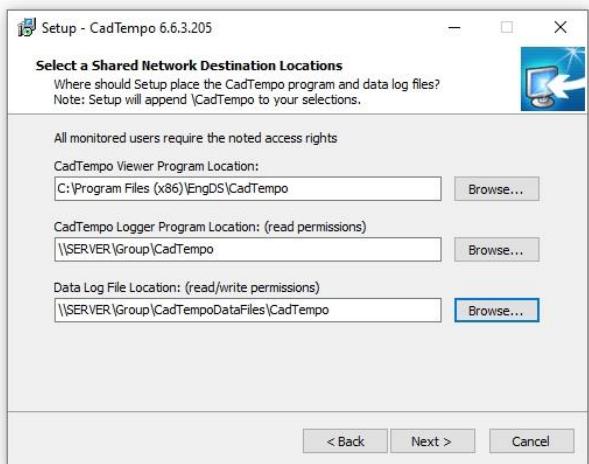 Setup - CadTempo 6.6.3.205
Select a Shared Network Destination Locations
Where should Setup place the CadTempo program and data log files?
Note: Setup will append \CadTempo to your selections.
All monitored users require the noted access rights
CadTempo Viewer Program Location:
C:\Program Files (x86)\EngDS\CadTempo
Browse...
CadTempo Logger Program Location: (read permissions)
\\SERVER\Group\CadTempo
Browse...
Data Log File Location: (read/write permissions)
\\SERVER\Group\CadTempoDataFiles\CadTempo
Browse...
< Back
Next >
Cancel